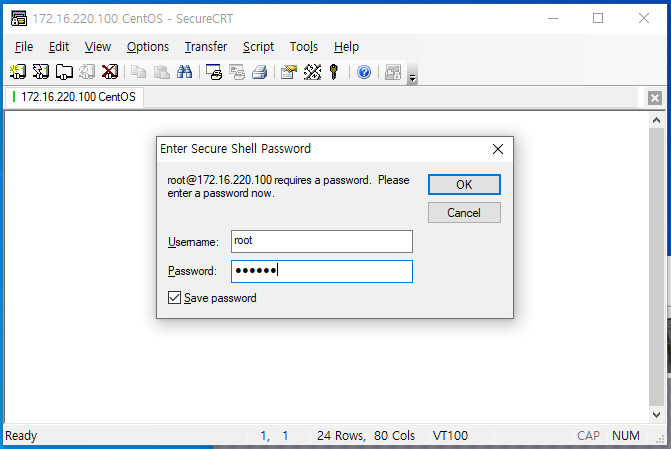 172.16.220.100 CentOS - SecureCRT
File Edit View Options Transfer Script Tools Help
172.16.220.100 CentOS
Enter Secure Shell Password
root@172.16.220.100 requires a password. Please
enter a password now.
OK
Cancel
Username: root
Password: ●●●●●●
Save password
Ready 1, 1 24 Rows, 80 Cols VT100 CAP NUM